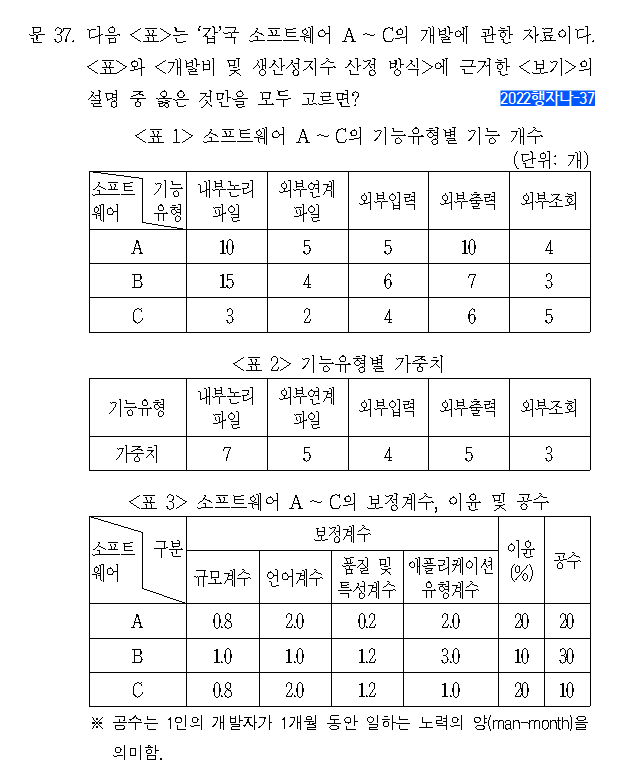 문 37. 다음 <표>는 ‘갑’국 소프트웨어 A ~ C의 개발에 관한 자료이다.
<표>와 <개발비 및 생산성지수 산정 방식>에 근거한 <보기>의
설명 중 옳은 것만을 모두 고르면?
2022행자나-37
<표 1> 소프트웨어 A ~ C의 기능유형별 기능 개수
(단위: 개)
소프트웨어 기능유형 내부논리파일 외부연계파일 외부입력 외부출력 외부조회
A 10 5 5 10 4
B 15 4 6 7 3
C 3 2 4 6 5
<표 2> 기능유형별 가중치
기능유형 내부논리파일 외부연계파일 외부입력 외부출력 외부조회
가중치 7 5 4 5 3
<표 3> 소프트웨어 A ~ C의 보정계수, 이윤 및 공수
소프트웨어 구분 보정계수 이윤(%) 공수
규모계수 언어계수 품질 및 특성계수 애플리케이션 유형계수
A 0.8 2.0 0.2 2.0 20 20
B 1.0 1.0 1.2 3.0 10 30
C 0.8 2.0 1.2 1.0 20 10
※ 공수는 1인의 개발자가 1개월 동안 일하는 노력의 양(man-month)을
의미함.